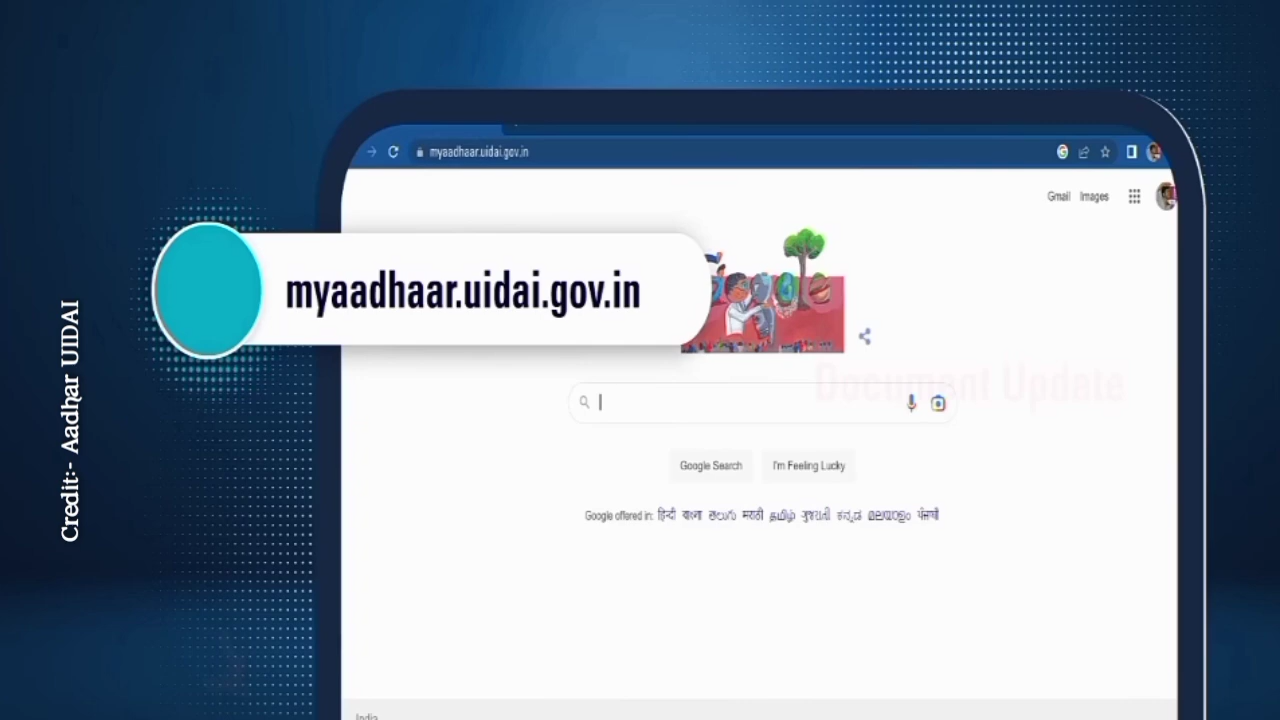 myaadhaar.uidai.gov.in
Gmail Images
myaadhaar.uidai.gov.in
Document Update
Google Search I'm Feeling Lucky
Google offered in: हिन्दी বাংলা తెలుగు मराठी தமிழ் ગુજરાતી ಕನ್ನಡ മലയാളം ਪੰਜਾਬੀ
India
Credit:- Aadhar UIDAI